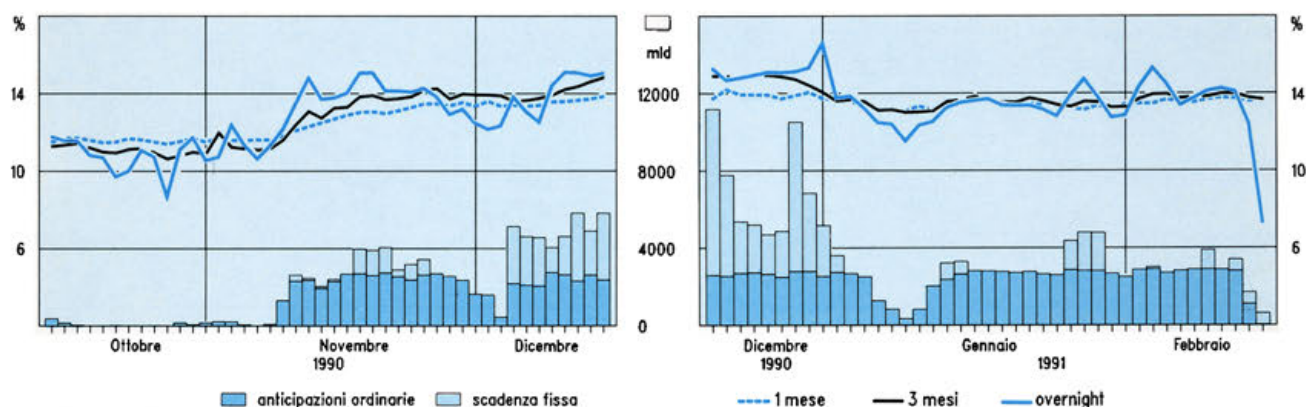 %
14
10
6
mld
12000
8000
4000
0
%
14
10
6
Ottobre Novembre Dicembre
1990
Dicembre Gennaio Febbraio
1990 1991
anticipazioni ordinarie scadenza fissa
1 mese 3 mesi overnight